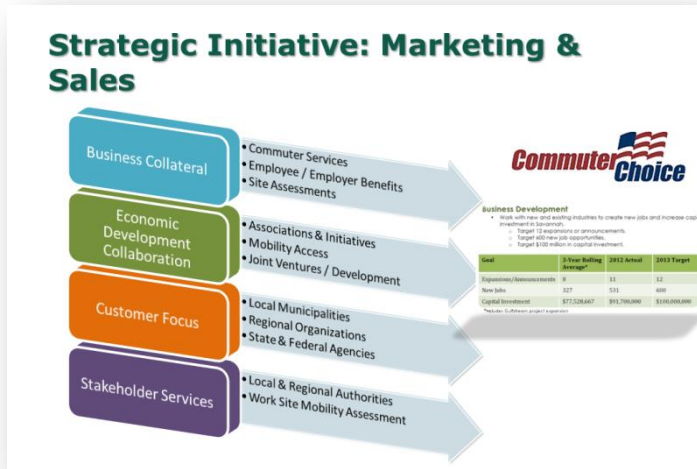 Strategic Initiative: Marketing &
Sales
Business Collateral
• Commuter Services
• Employee / Employer Benefits
• Site Assessments
Economic
Development
Collaboration
• Associations & Initiatives
• Mobility Access
• Joint Ventures / Development
Customer Focus
• Local Municipalities
• Regional Organizations
• State & Federal Agencies
Stakeholder Services
• Local & Regional Authorities
• Work Site Mobility Assessment
Commuter
Choice
Business Development
• Work with new and existing industries to create new jobs and increase cap
investment in Savannah.
○ Target 12 expansions or announcements.
○ Target 600 new job opportunities.
○ Target $100 million in capital investment.
Goal 3-Year Rolling Average* 2012 Actual 2013 Target
Expansions/Announcements 8 11 12
New Jobs 327 531 600
Capital Investment $77,528,667 $91,700,000 $100,000,000
*Includes Gulfstream project expansion